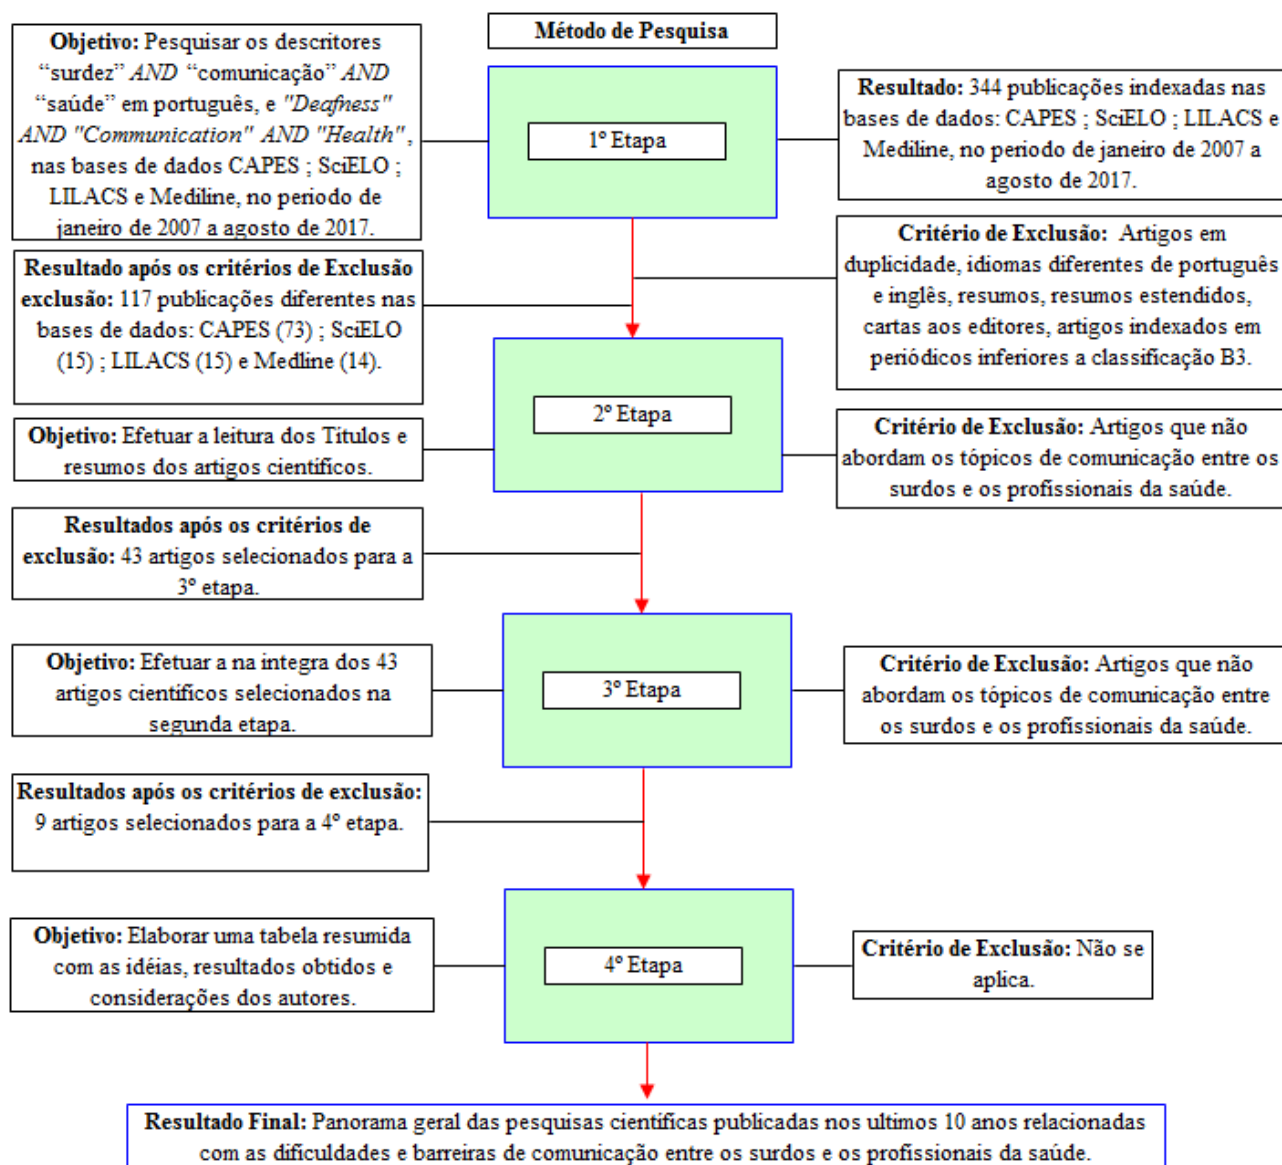 Método de Pesquisa
Objetivo: Pesquisar os descritores
“surdez” AND “comunicação” AND
“saúde” em português, e "Deafness"
AND "Communication" AND "Health",
nas bases de dados CAPES ; SciELO ;
LILACS e Mediline, no periodo de
janeiro de 2007 a agosto de 2017.
1º Etapa
Resultado: 344 publicações indexadas nas
bases de dados: CAPES ; SciELO ; LILACS e
Mediline, no periodo de janeiro de 2007 a
agosto de 2017.
Resultado após os critérios de Exclusão
exclusão: 117 publicações diferentes nas
bases de dados: CAPES (73) ; SciELO
(15) ; LILACS (15) e Medline (14).
Critério de Exclusão: Artigos em
duplicidade, idiomas diferentes de português
e inglês, resumos, resumos estendidos,
cartas aos editores, artigos indexados em
periódicos inferiores a classificação B3.
2º Etapa
Objetivo: Efetuar a leitura dos Títulos e
resumos dos artigos científicos.
Critério de Exclusão: Artigos que não
abordam os tópicos de comunicação entre os
surdos e os profissionais da saúde.
Resultados após os critérios de
exclusão: 43 artigos selecionados para a
3º etapa.
Objetivo: Efetuar a na integra dos 43
artigos científicos selecionados na
segunda etapa.
3º Etapa
Critério de Exclusão: Artigos que não
abordam os tópicos de comunicação entre
os surdos e os profissionais da saúde.
Resultados após os critérios de exclusão:
9 artigos selecionados para a 4º etapa.
Objetivo: Elaborar uma tabela resumida
com as idéias, resultados obtidos e
considerações dos autores.
4º Etapa
Critério de Exclusão: Não se
aplica.
Resultado Final: Panorama geral das pesquisas científicas publicadas nos ultimos 10 anos relacionadas
com as dificuldades e barreiras de comunicação entre os surdos e os profissionais da saúde.